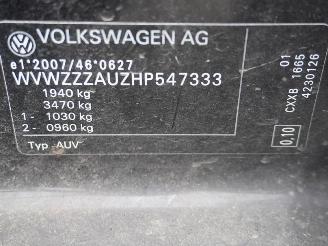 VOLKSWAGEN AG
e1*2007/46*0627
WVWZZZAUZHP547333
1940 kg
3470 kg
1- 1030 kg
2- 0960 kg
Typ -AUV
01
CXXB 1665
4230126
0,10